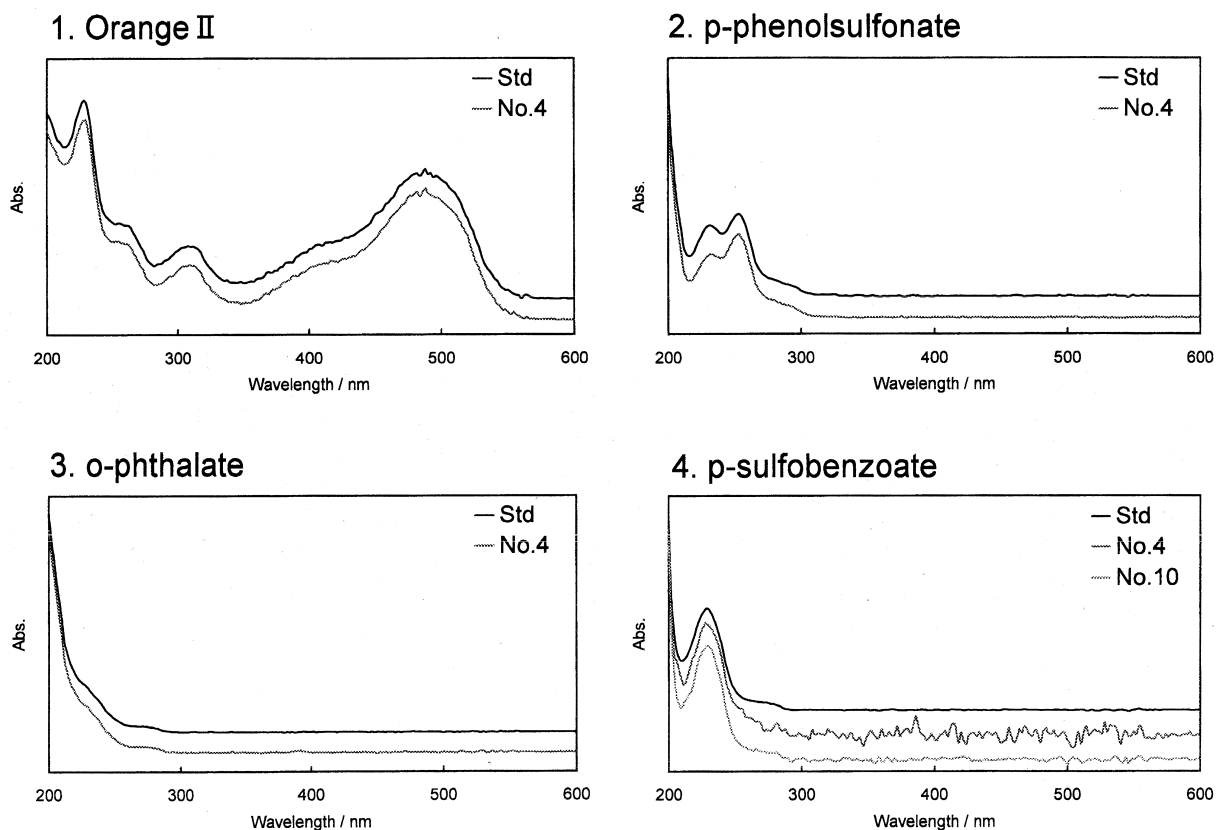 1. Orange Ⅱ
Std
No.4
Abs.
200 300 400 500 600
Wavelength / nm
2. p-phenolsulfonate
Std
No.4
Abs.
200 300 400 500 600
Wavelength / nm
3. o-phthalate
Std
No.4
Abs.
200 300 400 500 600
Wavelength / nm
4. p-sulfobenzoate
Std
No.4
No.10
Abs.
200 300 400 500 600
Wavelength / nm